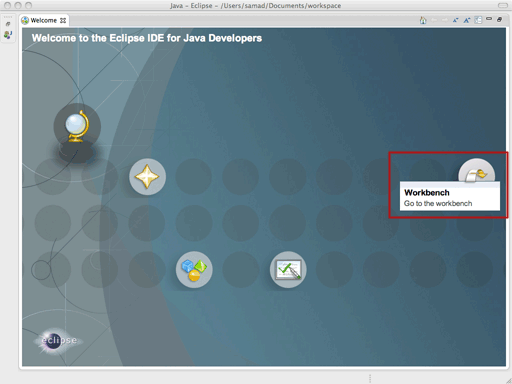 Java – Eclipse – /Users/samad/Documents/workspace
Welcome
Welcome to the Eclipse IDE for Java Developers
Workbench
Go to the workbench
eclipse